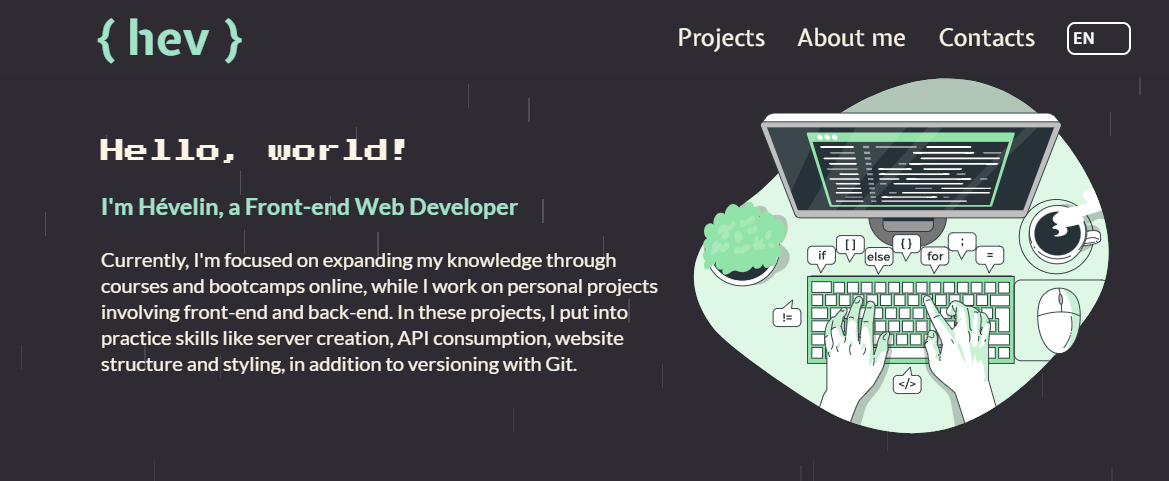 { hev }
Projects
About me
Contacts
EN
Hello, world!
I'm Hévelin, a Front-end Web Developer
Currently, I'm focused on expanding my knowledge through
courses and bootcamps online, while I work on personal projects
involving front-end and back-end. In these projects, I put into
practice skills like server creation, API consumption, website
structure and styling, in addition to versioning with Git.
if
[ ]
else
{ }
for
;
=
!=
</>